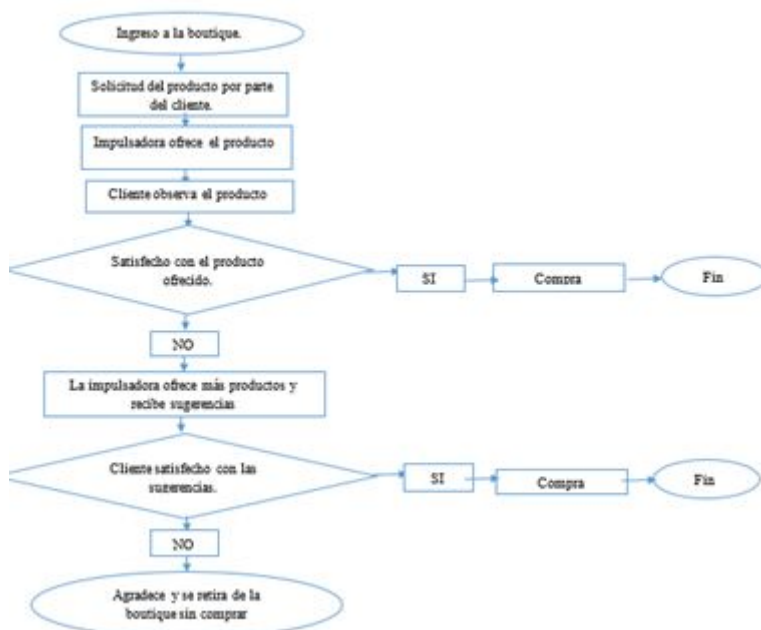 Ingreso a la boutique.
Solicitud del producto por parte
del cliente.
Impulsadora ofrece el producto
Cliente observa el producto
Satisfecho con el producto
ofrecido.
SI
Compra
Fin
NO
La impulsadora ofrece más productos y
recibe sugerencias
Cliente satisfecho con las
sugerencias.
SI
Compra
Fin
NO
Agradece y se retira de la
boutique sin comprar